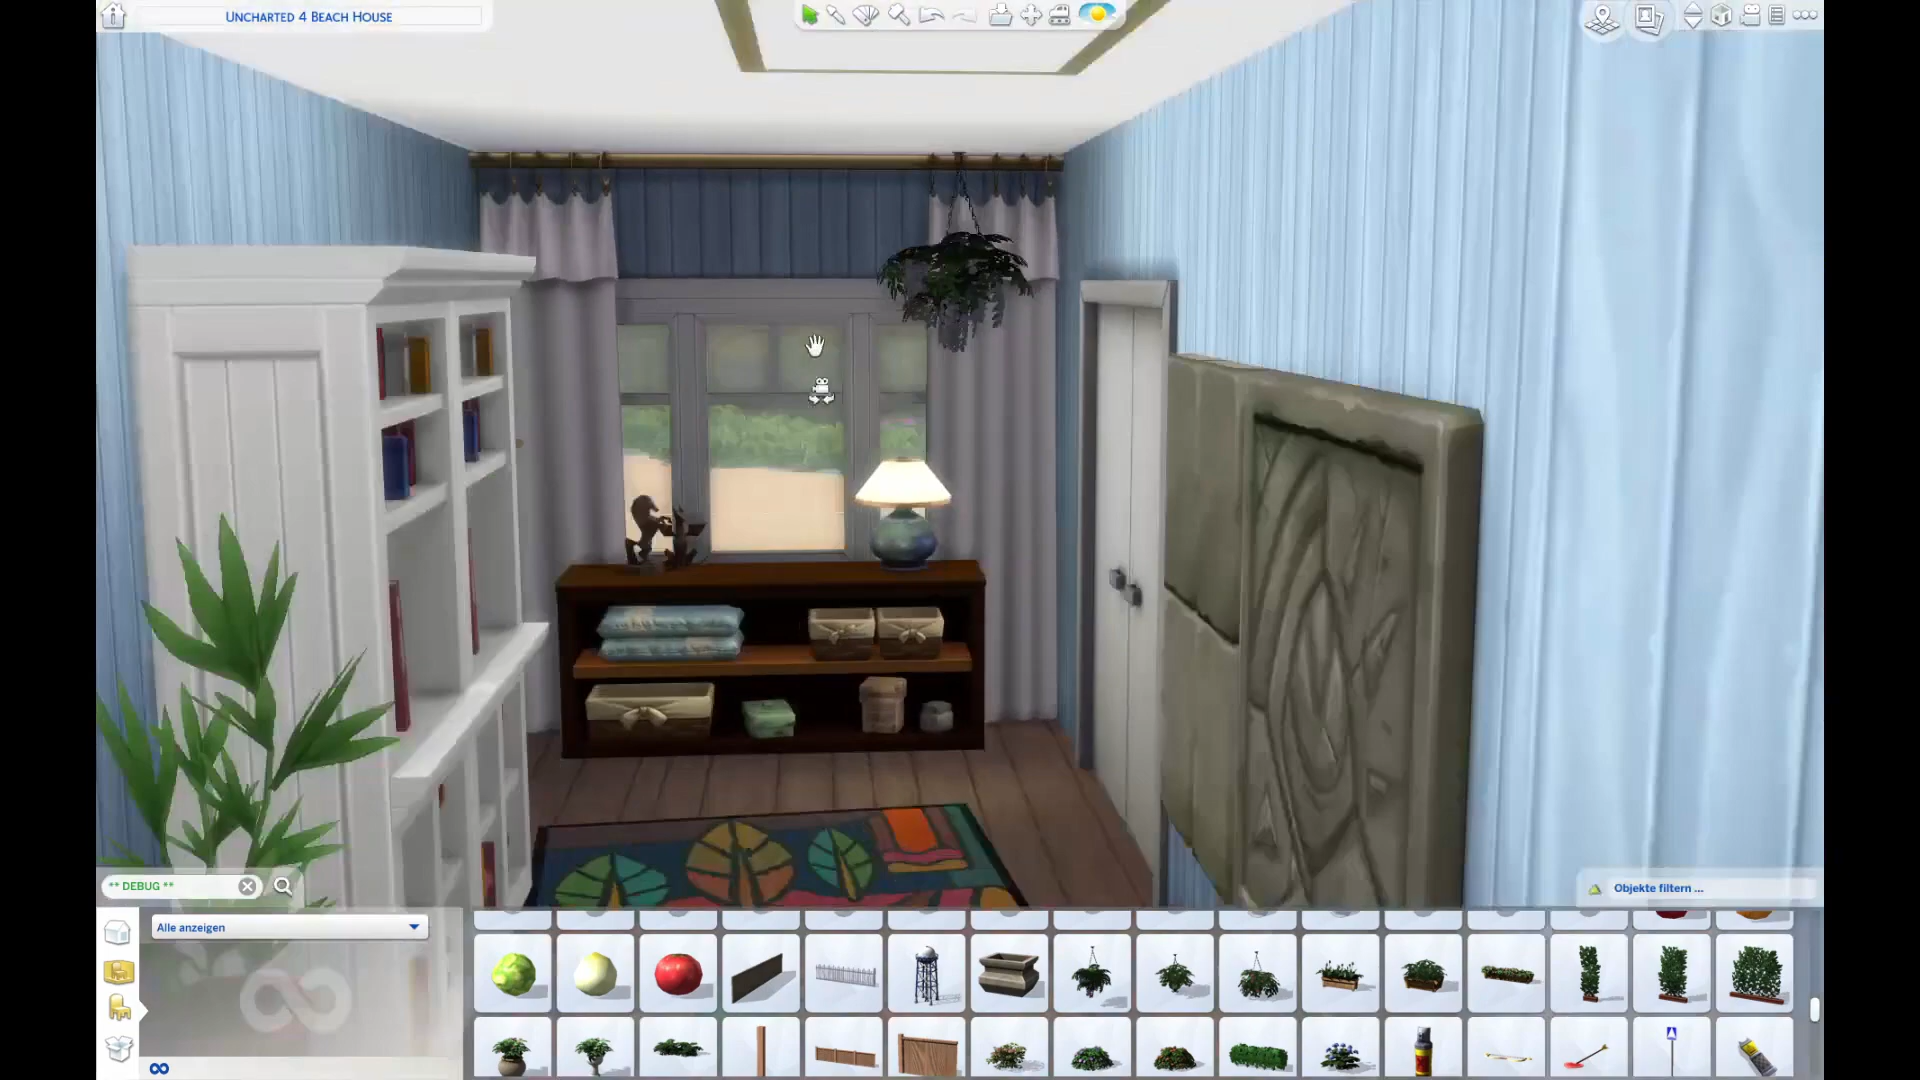 UNCHARTED 4 BEACH HOUSE
** DEBUG **
Objekte filtern ...
Alle anzeigen